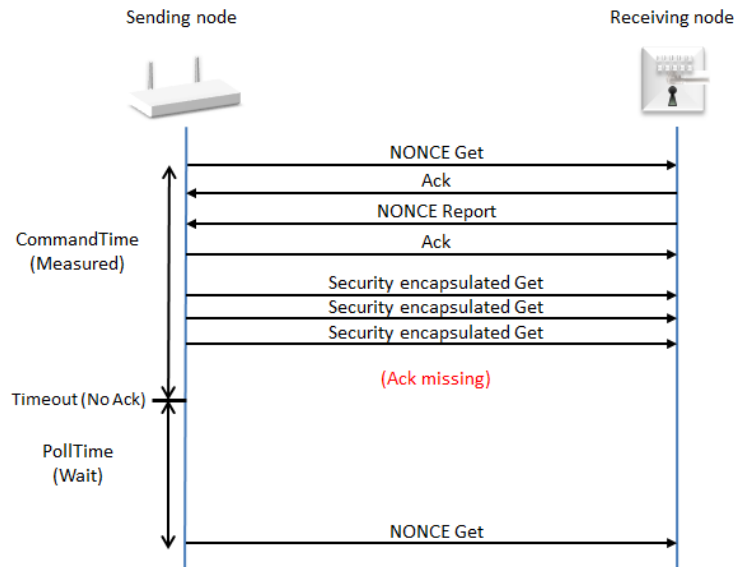 Sending node
Receiving node
NONCE Get
Ack
NONCE Report
CommandTime
(Measured)
Ack
Security encapsulated Get
Security encapsulated Get
Security encapsulated Get
(Ack missing)
Timeout (No Ack)
PollTime
(Wait)
NONCE Get